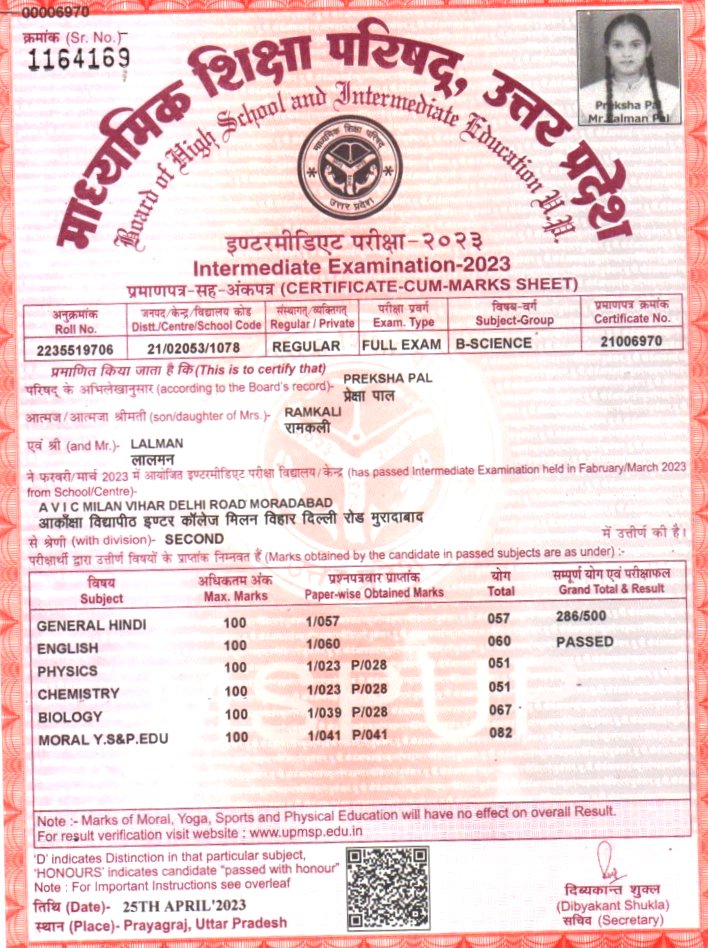 00006970
क्रमांक (Sr. No.)-
1164169
माध्यमिक शिक्षा परिषद्, उत्तर प्रदेश
Board of High School and Intermediate Education U.P.
Preksha Pal
Mr.Lalman Pal
माध्यमिक शिक्षा परिषद्
उत्तर प्रदेश
इण्टरमीडिएट परीक्षा-२०२३
Intermediate Examination-2023
प्रमाणपत्र-सह-अंकपत्र (CERTIFICATE-CUM-MARKS SHEET)
अनुक्रमांक जनपद/केन्द्र/विद्यालय कोड संस्थागत्/व्यक्तिगत् परीक्षा प्रवर्ग विषय-वर्ग प्रमाणपत्र क्रमांक
Roll No. Distt./Centre/School Code Regular / Private Exam. Type Subject-Group Certificate No.
2235519706 21/02053/1078 REGULAR FULL EXAM B-SCIENCE 21006970
प्रमाणित किया जाता है कि (This is to certify that)
परिषद् के अभिलेखानुसार (according to the Board's record)- PREKSHA PAL
प्रेक्षा पाल
आत्मज/आत्मजा श्रीमती (son/daughter of Mrs.)- RAMKALI
रामकली
एवं श्री (and Mr.)- LALMAN
लालमन
ने फरवरी/मार्च 2023 में आयोजित इण्टरमीडिएट परीक्षा विद्यालय/केन्द्र (has passed Intermediate Examination held in Fabruary/March 2023
from School/Centre)-
A V I C MILAN VIHAR DELHI ROAD MORADABAD
आकाँक्षा विद्यापीठ इण्टर कॉलेज मिलन विहार दिल्ली रोड मुरादाबाद
से श्रेणी (with division)- SECOND में उत्तीर्ण की है।
परीक्षार्थी द्वारा उत्तीर्ण विषयों के प्राप्तांक निम्नवत हैं (Marks obtained by the candidate in passed subjects are as under) :-
विषय अधिकतम अंक प्रश्नपत्रवार प्राप्तांक योग सम्पूर्ण योग एवं परीक्षाफल
Subject Max. Marks Paper-wise Obtained Marks Total Grand Total & Result
GENERAL HINDI 100 1/057 057 286/500
ENGLISH 100 1/060 060 PASSED
PHYSICS 100 1/023 P/028 051
CHEMISTRY 100 1/023 P/028 051
BIOLOGY 100 1/039 P/028 067
MORAL Y.S&P.EDU 100 1/041 P/041 082
Note :- Marks of Moral, Yoga, Sports and Physical Education will have no effect on overall Result.
For result verification visit website : www.upmsp.edu.in
'D' indicates Distinction in that particular subject,
'HONOURS' indicates candidate "passed with honour"
Note : For Important Instructions see overleaf
तिथि (Date)- 25TH APRIL'2023
स्थान (Place)- Prayagraj, Uttar Pradesh
दिब्यकान्त शुक्ल
(Dibyakant Shukla)
सचिव (Secretary)